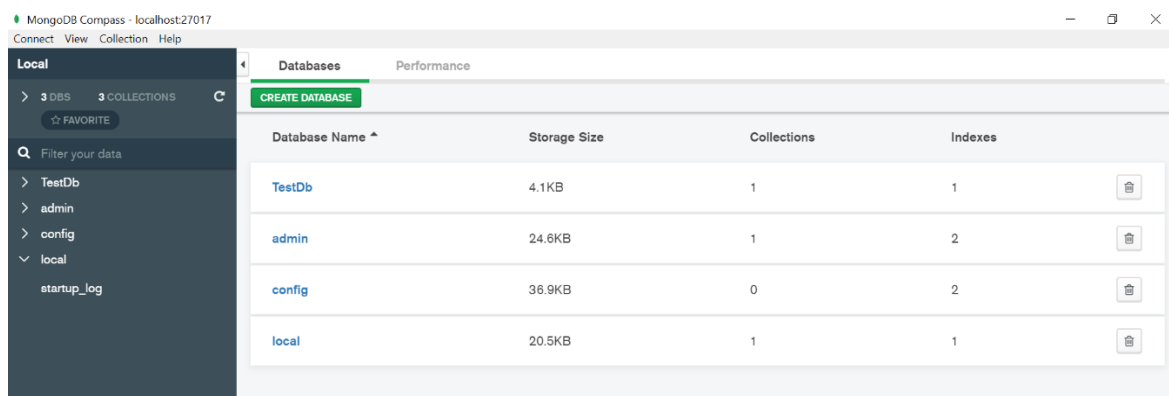 MongoDB Compass - localhost:27017
Connect View Collection Help
Local
3 DBS 3 COLLECTIONS
FAVORITE
Filter your data
TestDb
admin
config
local
startup_log
Databases Performance
CREATE DATABASE
Database Name Storage Size Collections Indexes
TestDb 4.1KB 1 1
admin 24.6KB 1 2
config 36.9KB 0 2
local 20.5KB 1 1